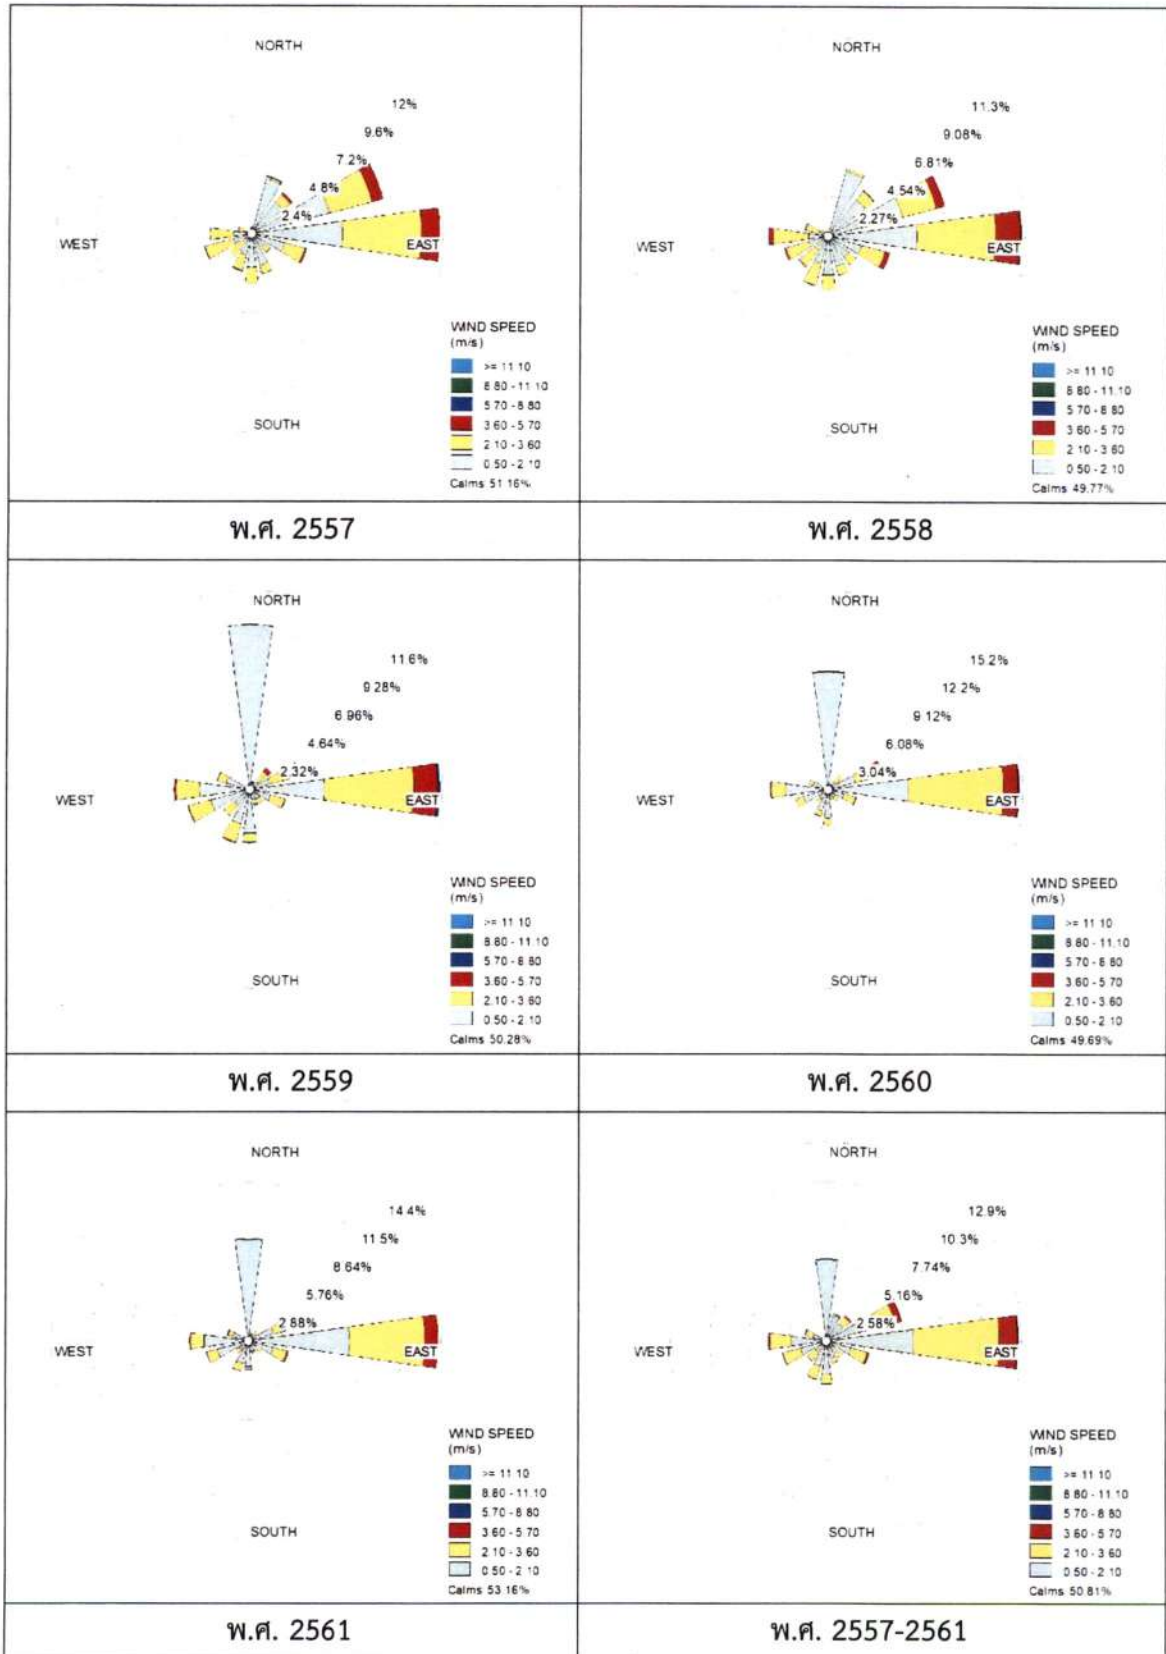 NORTH
12%
9.6%
7.2%
4.8%
2.4%
WEST
EAST
WIND SPEED
(m/s)
>= 11.10
8.80 - 11.10
5.70 - 8.80
3.60 - 5.70
2.10 - 3.60
0.50 - 2.10
SOUTH
Calms 51.16%
พ.ศ. 2557
NORTH
11.3%
9.08%
6.81%
4.54%
2.27%
WEST
EAST
WIND SPEED
(m/s)
>= 11.10
8.80 - 11.10
5.70 - 8.80
3.60 - 5.70
2.10 - 3.60
0.50 - 2.10
SOUTH
Calms 49.77%
พ.ศ. 2558
NORTH
11.6%
9.28%
6.96%
4.64%
2.32%
WEST
EAST
WIND SPEED
(m/s)
>= 11.10
8.80 - 11.10
5.70 - 8.80
3.60 - 5.70
2.10 - 3.60
0.50 - 2.10
SOUTH
Calms 50.28%
พ.ศ. 2559
NORTH
15.2%
12.2%
9.12%
6.08%
3.04%
WEST
EAST
WIND SPEED
(m/s)
>= 11.10
8.80 - 11.10
5.70 - 8.80
3.60 - 5.70
2.10 - 3.60
0.50 - 2.10
SOUTH
Calms 49.69%
พ.ศ. 2560
NORTH
14.4%
11.5%
8.64%
5.76%
2.88%
WEST
EAST
WIND SPEED
(m/s)
>= 11.10
8.80 - 11.10
5.70 - 8.80
3.60 - 5.70
2.10 - 3.60
0.50 - 2.10
SOUTH
Calms 53.16%
พ.ศ. 2561
NORTH
12.9%
10.3%
7.74%
5.16%
2.58%
WEST
EAST
WIND SPEED
(m/s)
>= 11.10
8.80 - 11.10
5.70 - 8.80
3.60 - 5.70
2.10 - 3.60
0.50 - 2.10
SOUTH
Calms 50.81%
พ.ศ. 2557-2561